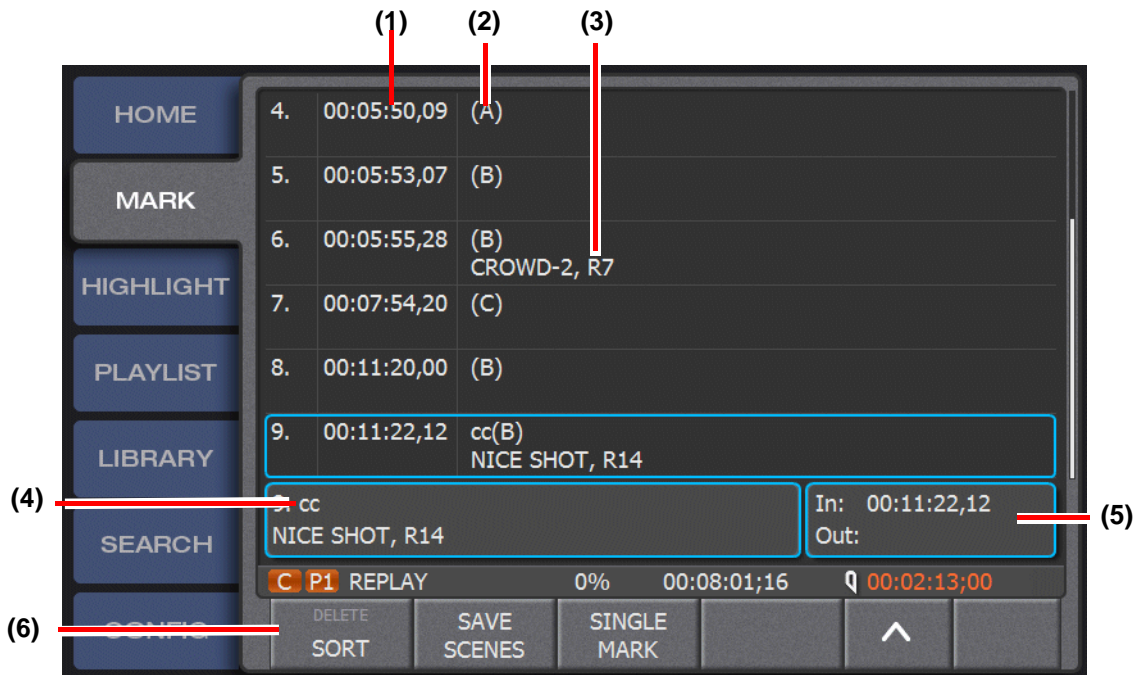 (1) (2) (3)
HOME
MARK
HIGHLIGHT
PLAYLIST
LIBRARY
SEARCH
CONFIG
4. 00:05:50,09 (A)
5. 00:05:53,07 (B)
6. 00:05:55,28 (B)
CROWD-2, R7
7. 00:07:54,20 (C)
8. 00:11:20,00 (B)
9. 00:11:22,12 cc(B)
NICE SHOT, R14
(4)
9. cc
NICE SHOT, R14
In: 00:11:22,12
Out:
(5)
C P1 REPLAY 0% 00:08:01;16 00:02:13;00
(6)
DELETE
SORT
SAVE
SCENES
SINGLE
MARK